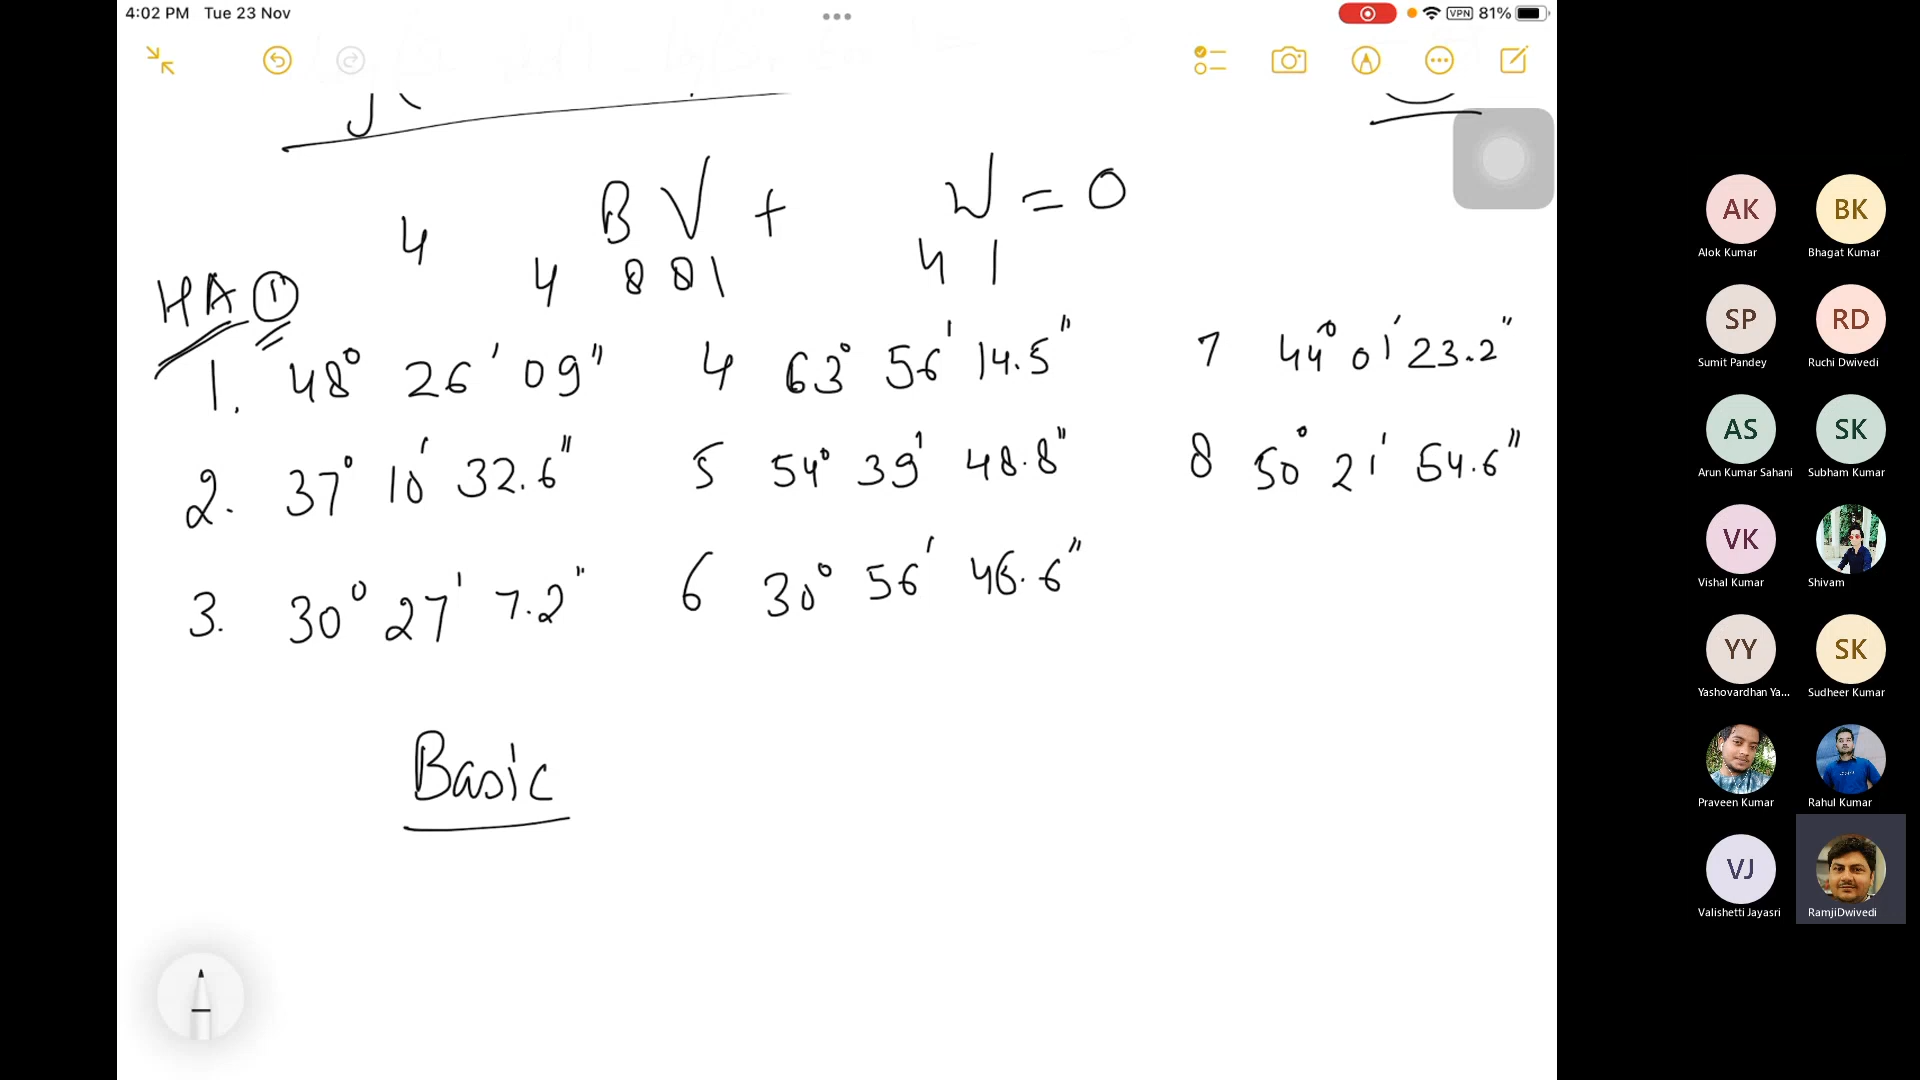 4:02 PM Tue 23 Nov
VPN 81%
B V + W = 0
4 4 8 8 1 4 1
HA ①
1. 48° 26' 09"
2. 37° 10' 32.6"
3. 30° 27' 7.2"
4 63° 56' 14.5"
5 54° 39' 48.8"
6 30° 56' 46.6"
7 44° 01' 23.2"
8 50° 21' 54.6"
Basic
AK
Alok Kumar
BK
Bhagat Kumar
SP
Sumit Pandey
RD
Ruchi Dwivedi
AS
Arun Kumar Sahani
SK
Subham Kumar
VK
Vishal Kumar
Shivam
YY
Yashovardhan Ya...
SK
Sudheer Kumar
Praveen Kumar
Rahul Kumar
VJ
Valishetti Jayasri
RamjiDwivedi